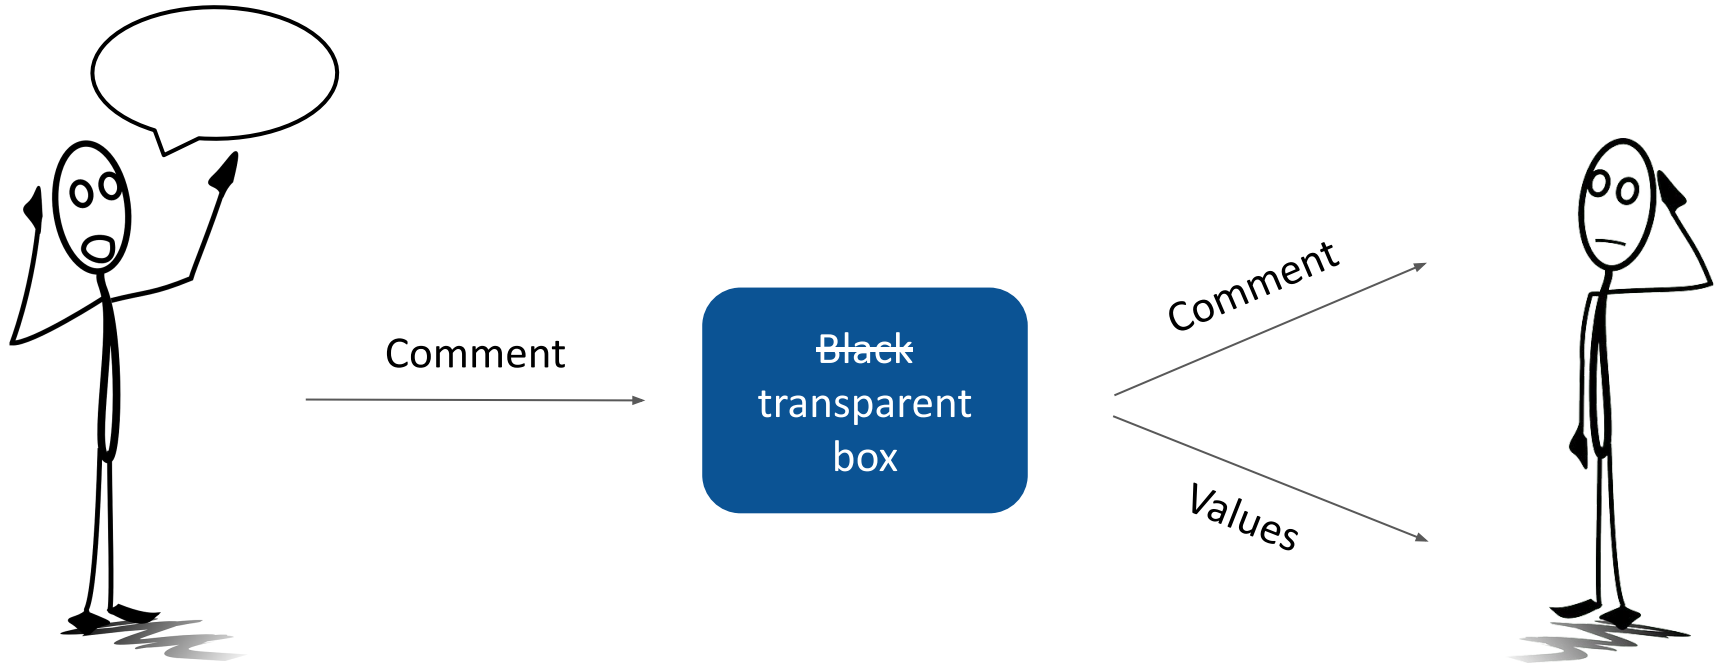 Comment
Black
transparent
box
Comment
Values